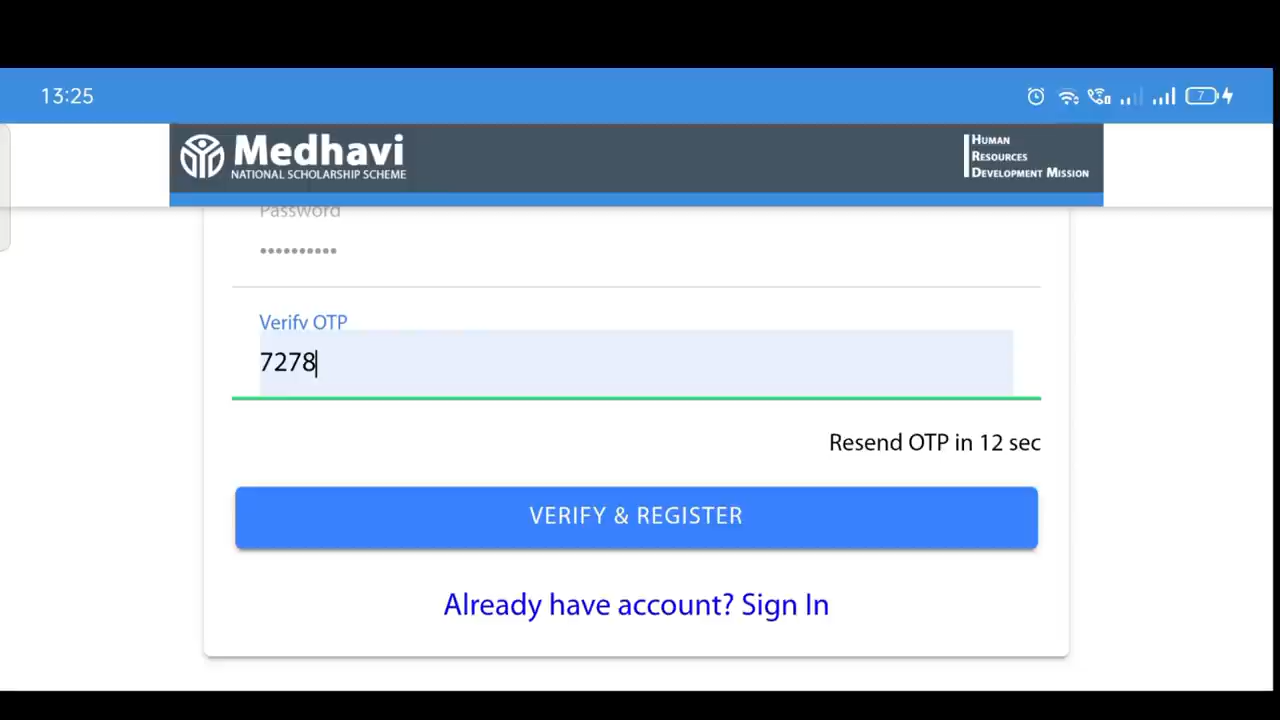 13:25
7
Medhavi
NATIONAL SCHOLARSHIP SCHEME
HUMAN
RESOURCES
DEVELOPMENT MISSION
Password
••••••••••
Verify OTP
7278
Resend OTP in 12 sec
VERIFY & REGISTER
Already have account? Sign In